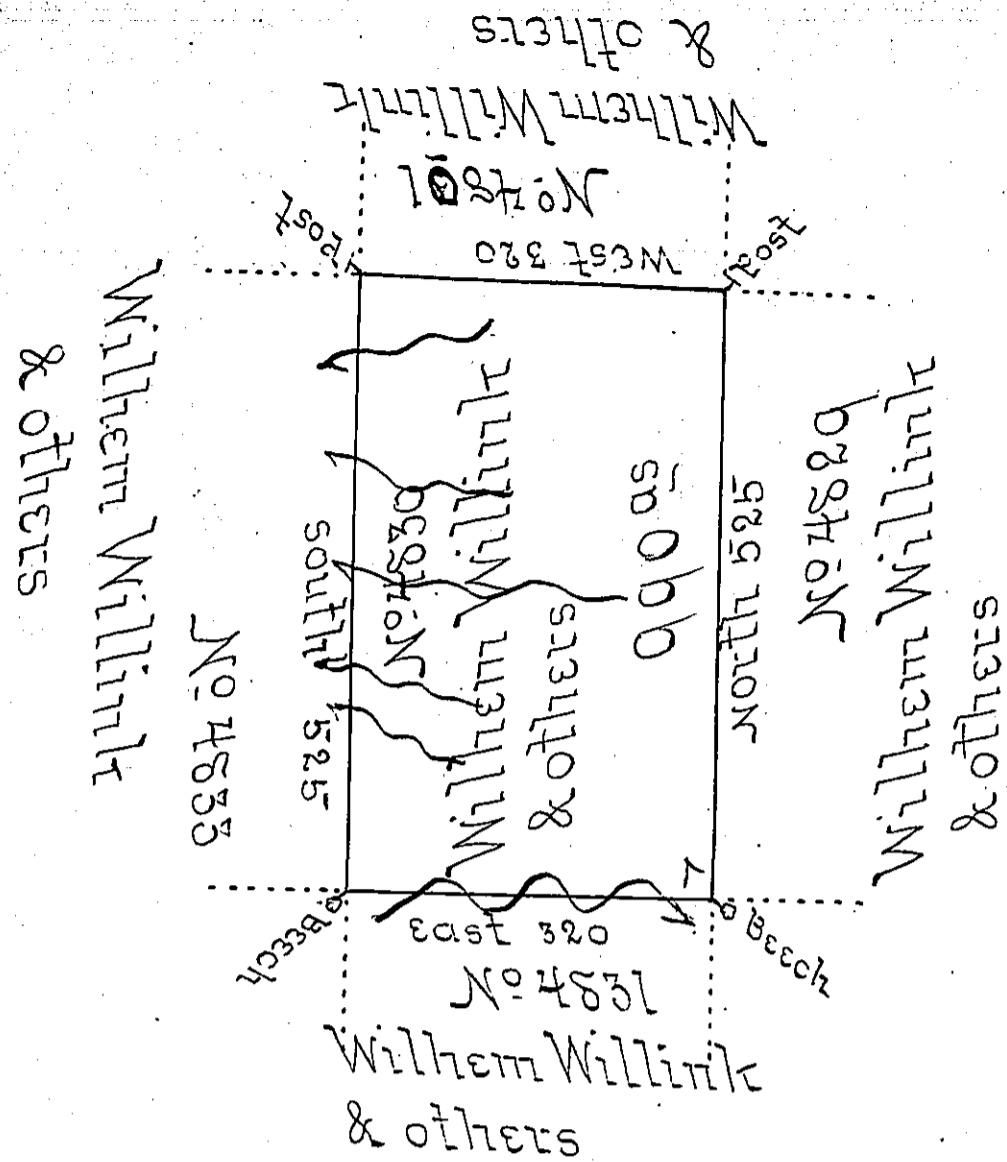 West 320
Nº 4801
Wilhem Willink
& others
Post
Post
South 525
Nº 4833
Wilhem Willink
& others
Nº 4830
Wilhem Willink
& others
990 as
North 525
Nº 4829
Wilhem Willink
& others
Beech
Beech
East 320
Nº 4831
Wilhem Willink
& others